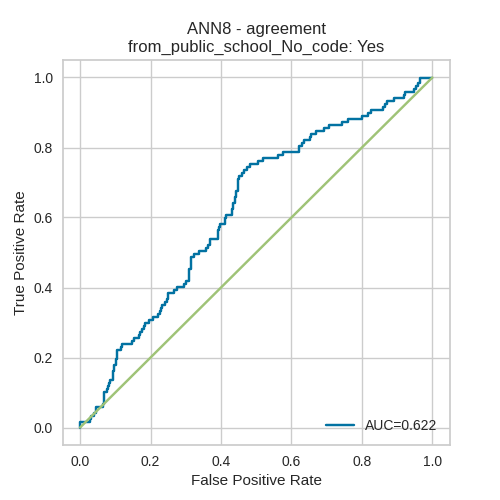 ANN8 - agreement
from_public_school_No_code: Yes
1.0
0.8
0.6
0.4
0.2
0.0
True Positive Rate
AUC=0.622
0.0 0.2 0.4 0.6 0.8 1.0
False Positive Rate